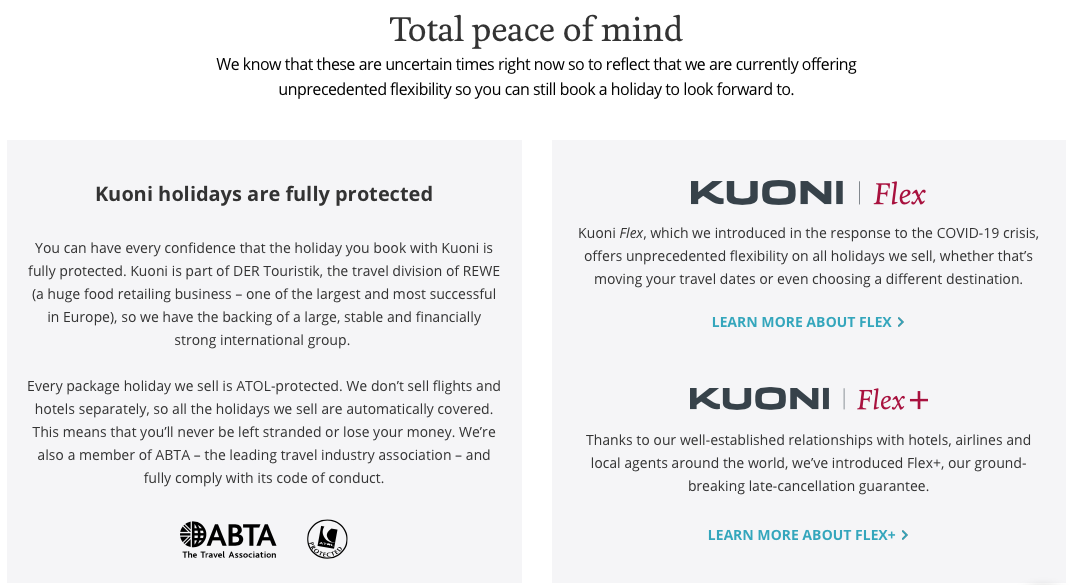 Total peace of mind
We know that these are uncertain times right now so to reflect that we are currently offering
unprecedented flexibility so you can still book a holiday to look forward to.
Kuoni holidays are fully protected
You can have every confidence that the holiday you book with Kuoni is
fully protected. Kuoni is part of DER Touristik, the travel division of REWE
(a huge food retailing business – one of the largest and most successful
in Europe), so we have the backing of a large, stable and financially
strong international group.
Every package holiday we sell is ATOL-protected. We don't sell flights and
hotels separately, so all the holidays we sell are automatically covered.
This means that you'll never be left stranded or lose your money. We're
also a member of ABTA – the leading travel industry association – and
fully comply with its code of conduct.
ABTA
The Travel Association
PROTECTED
KUONI | Flex
Kuoni Flex, which we introduced in the response to the COVID-19 crisis,
offers unprecedented flexibility on all holidays we sell, whether that's
moving your travel dates or even choosing a different destination.
LEARN MORE ABOUT FLEX >
KUONI | Flex+
Thanks to our well-established relationships with hotels, airlines and
local agents around the world, we've introduced Flex+, our ground-
breaking late-cancellation guarantee.
LEARN MORE ABOUT FLEX+ >